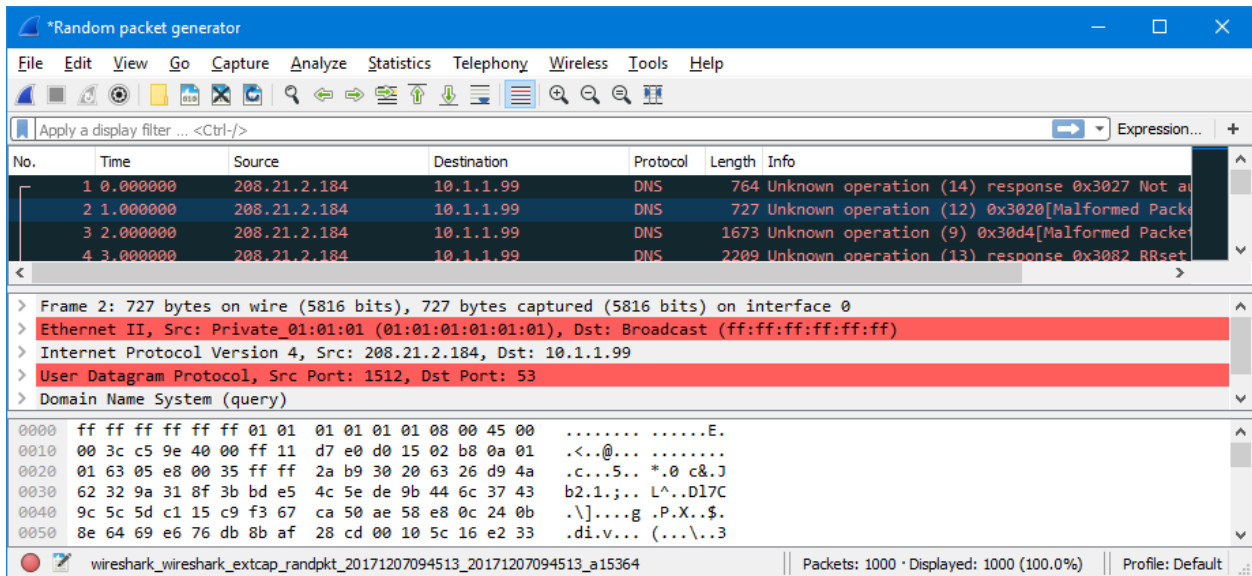 *Random packet generator
File Edit View Go Capture Analyze Statistics Telephony Wireless Tools Help
Apply a display filter ... <Ctrl-/> Expression... +
No. Time Source Destination Protocol Length Info
1 0.000000 208.21.2.184 10.1.1.99 DNS 764 Unknown operation (14) response 0x3027 Not
2 1.000000 208.21.2.184 10.1.1.99 DNS 727 Unknown operation (12) 0x3020[Malformed
3 2.000000 208.21.2.184 10.1.1.99 DNS 1673 Unknown operation (9) 0x30d4[Malformed Packet
4 3.000000 208.21.2.184 10.1.1.99 DNS 2209 Unknown operation (13) response 0x3082 RRset
> Frame 2: 727 bytes on wire (5816 bits), 727 bytes captured (5816 bits) on interface 0
> Ethernet II, Src: Private_01:01:01 (01:01:01:01:01:01), Dst: Broadcast (ff:ff:ff:ff:ff:ff)
> Internet Protocol Version 4, Src: 208.21.2.184, Dst: 10.1.1.99
> User Datagram Protocol, Src Port: 1512, Dst Port: 53
> Domain Name System (query)
0000 ff ff ff ff ff ff 01 01 01 01 01 01 08 00 45 00 ........ ......E.
0010 00 3c c5 9e 40 00 ff 11 d7 e0 d0 15 02 b8 0a 01 .<..@... ........
0020 01 63 05 e8 00 35 ff ff 2a b9 30 20 63 26 d9 4a .c...5.. *.0 c&.J
0030 62 32 9a 31 8f 3b bd e5 4c 5e de 9b 44 6c 37 43 b2.1.;.. L^..Dl7C
0040 9c 5c 5d c1 15 c9 f3 67 ca 50 ae 58 e8 0c 24 0b .\]....g .P.X..$.
0050 8e 64 69 e6 76 db 8b af 28 cd 00 10 5c 16 e2 33 .di.v... (...\..3
wireshark_wireshark_extcap_randpkt_20171207094513_20171207094513_a15364 Packets: 1000 · Displayed: 1000 (100.0%) Profile: Default